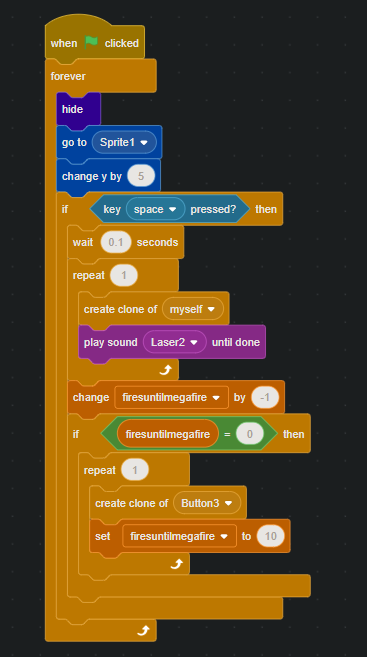 when clicked
forever
hide
go to Sprite1
change y by 5
if key space pressed? then
wait 0.1 seconds
repeat 1
create clone of myself
play sound Laser2 until done
change firesuntilmegafire by -1
if firesuntilmegafire = 0 then
repeat 1
create clone of Button3
set firesuntilmegafire to 10